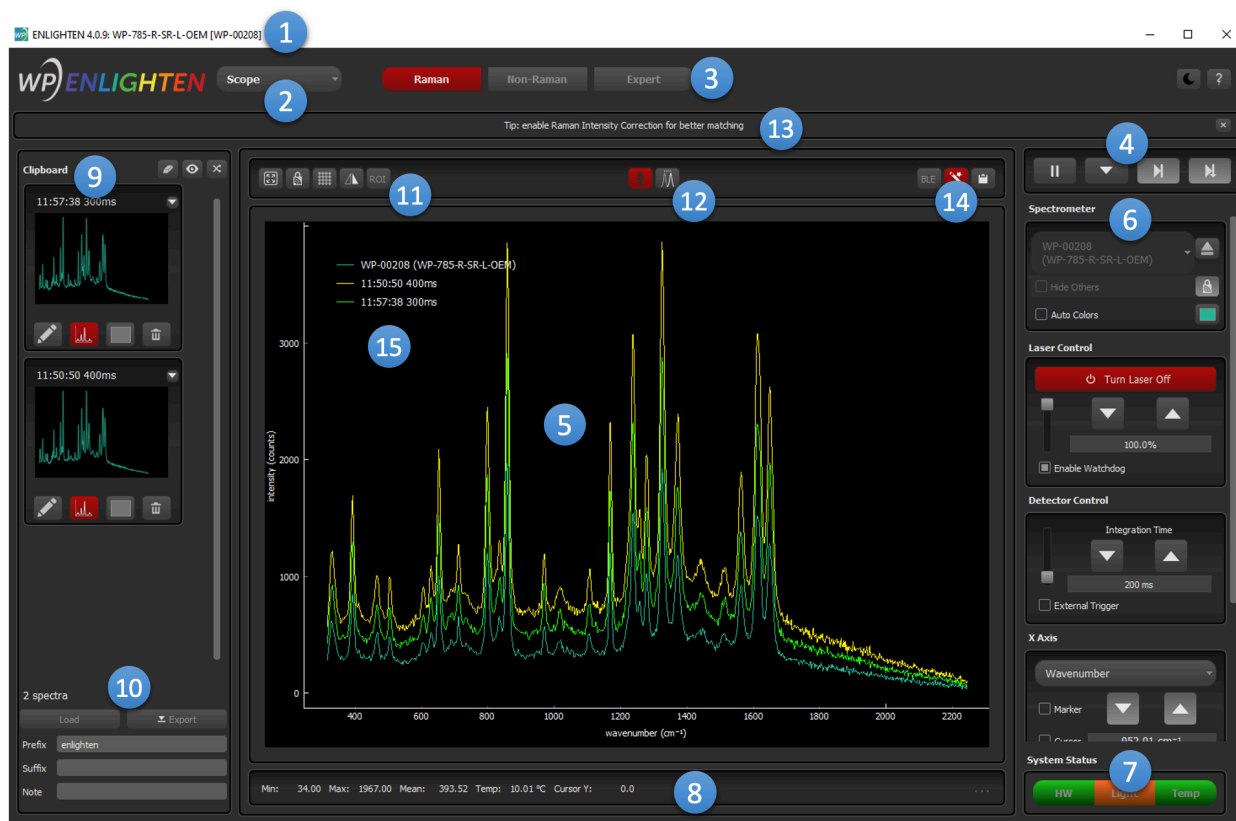 ENLIGHTEN 4.0.9: WP-785-R-SR-L-OEM [WP-00208]
1
WP ENLIGHTEN
Scope
2
Raman
Non-Raman
Expert
3
?
Tip: enable Raman Intensity Correction for better matching
13
Clipboard
9
11:57:38 300ms
11:50:50 400ms
2 spectra
10
Load
Export
Prefix enlighten
Suffix
Note
ROI
11
12
BLE
14
WP-00208 (WP-785-R-SR-L-OEM)
11:50:50 400ms
11:57:38 300ms
15
5
intensity (counts)
3000
2000
1000
0
400 600 800 1000 1200 1400 1600 1800 2000 2200
wavenumber (cm⁻¹)
Min: 34.00 Max: 1967.00 Mean: 393.52 Temp: 10.01 °C Cursor Y: 0.0
8
...
4
Spectrometer
6
WP-00208
(WP-785-R-SR-L-OEM)
Hide Others
Auto Colors
Laser Control
Turn Laser Off
100.0%
Enable Watchdog
Detector Control
Integration Time
200 ms
External Trigger
X Axis
Wavenumber
Marker
Cursor 952.91 cm⁻¹
System Status
7
HW
Light
Temp